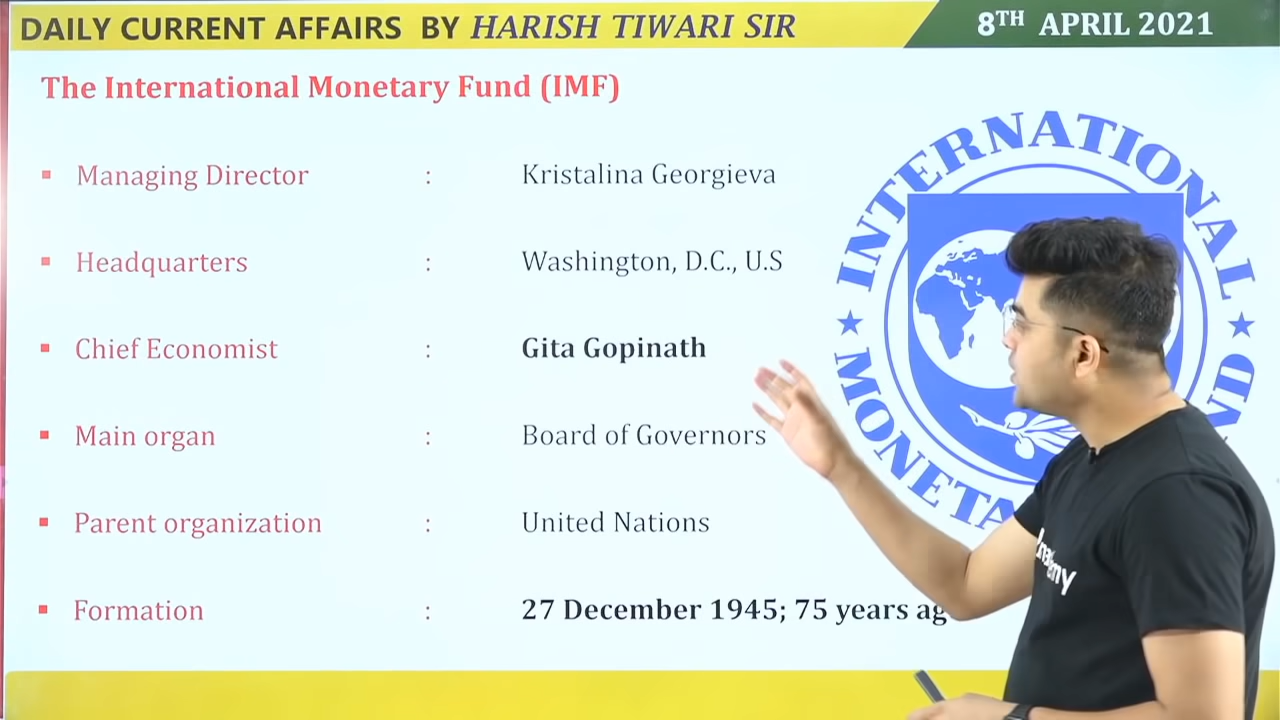 DAILY CURRENT AFFAIRS BY HARISH TIWARI SIR
8TH APRIL 2021
The International Monetary Fund (IMF)
▪ Managing Director : Kristalina Georgieva
▪ Headquarters : Washington, D.C., U.S
▪ Chief Economist : Gita Gopinath
▪ Main organ : Board of Governors
▪ Parent organization : United Nations
▪ Formation : 27 December 1945; 75 years ag
INTERNATIONAL
MONETA